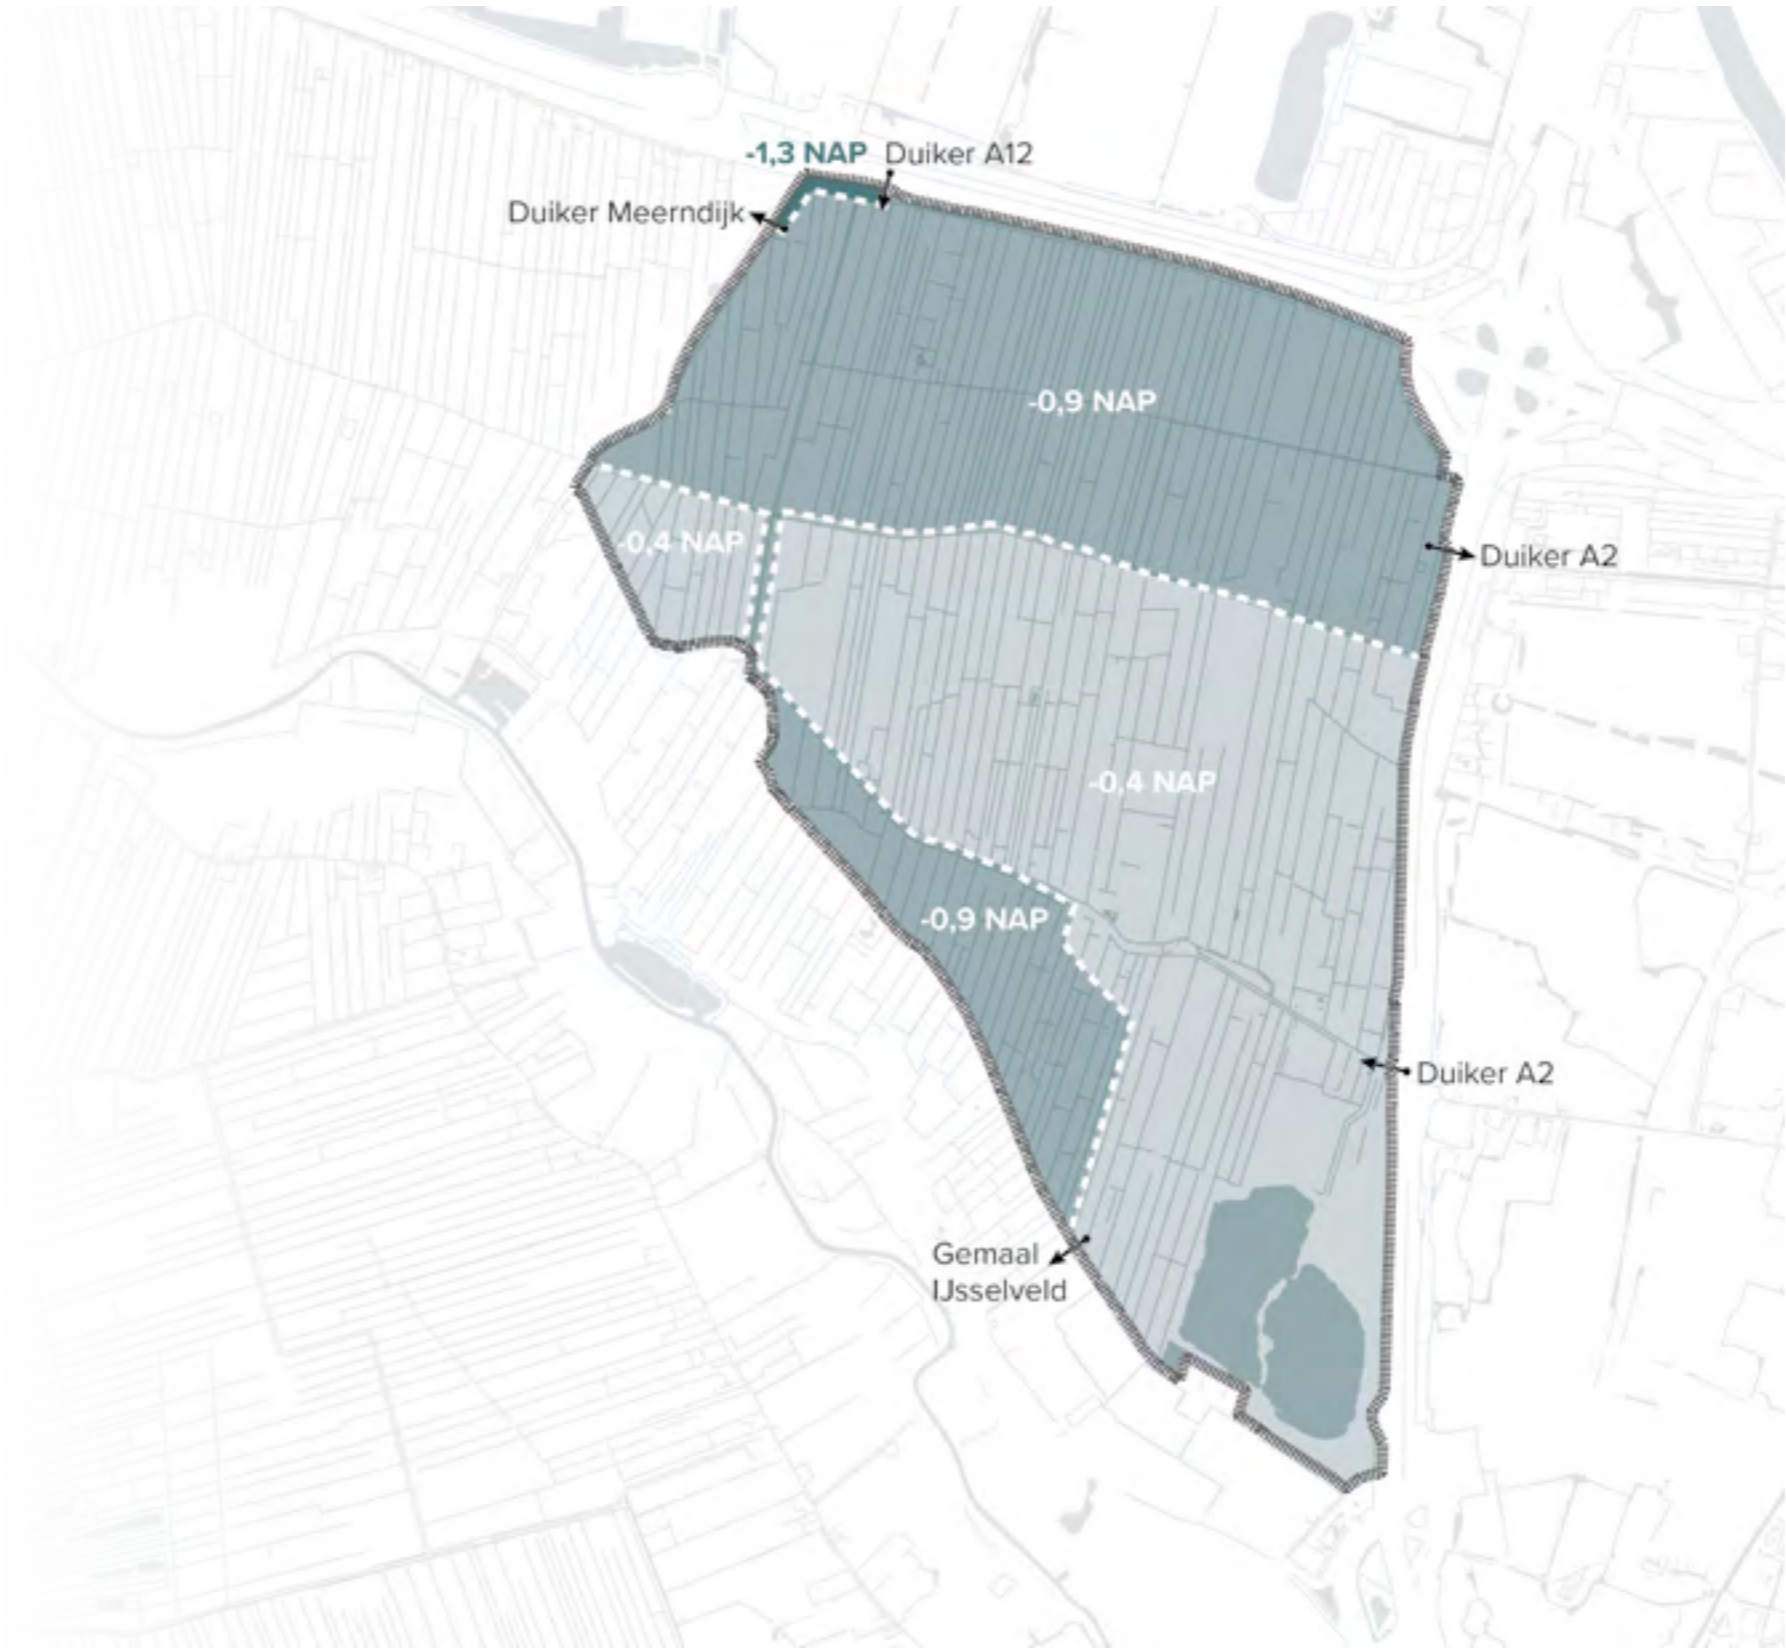 -1,3 NAP
Duiker A12
Duiker Meerndijk
-0,9 NAP
-0,4 NAP
Duiker A2
-0,4 NAP
-0,9 NAP
Duiker A2
Gemaal
IJsselveld